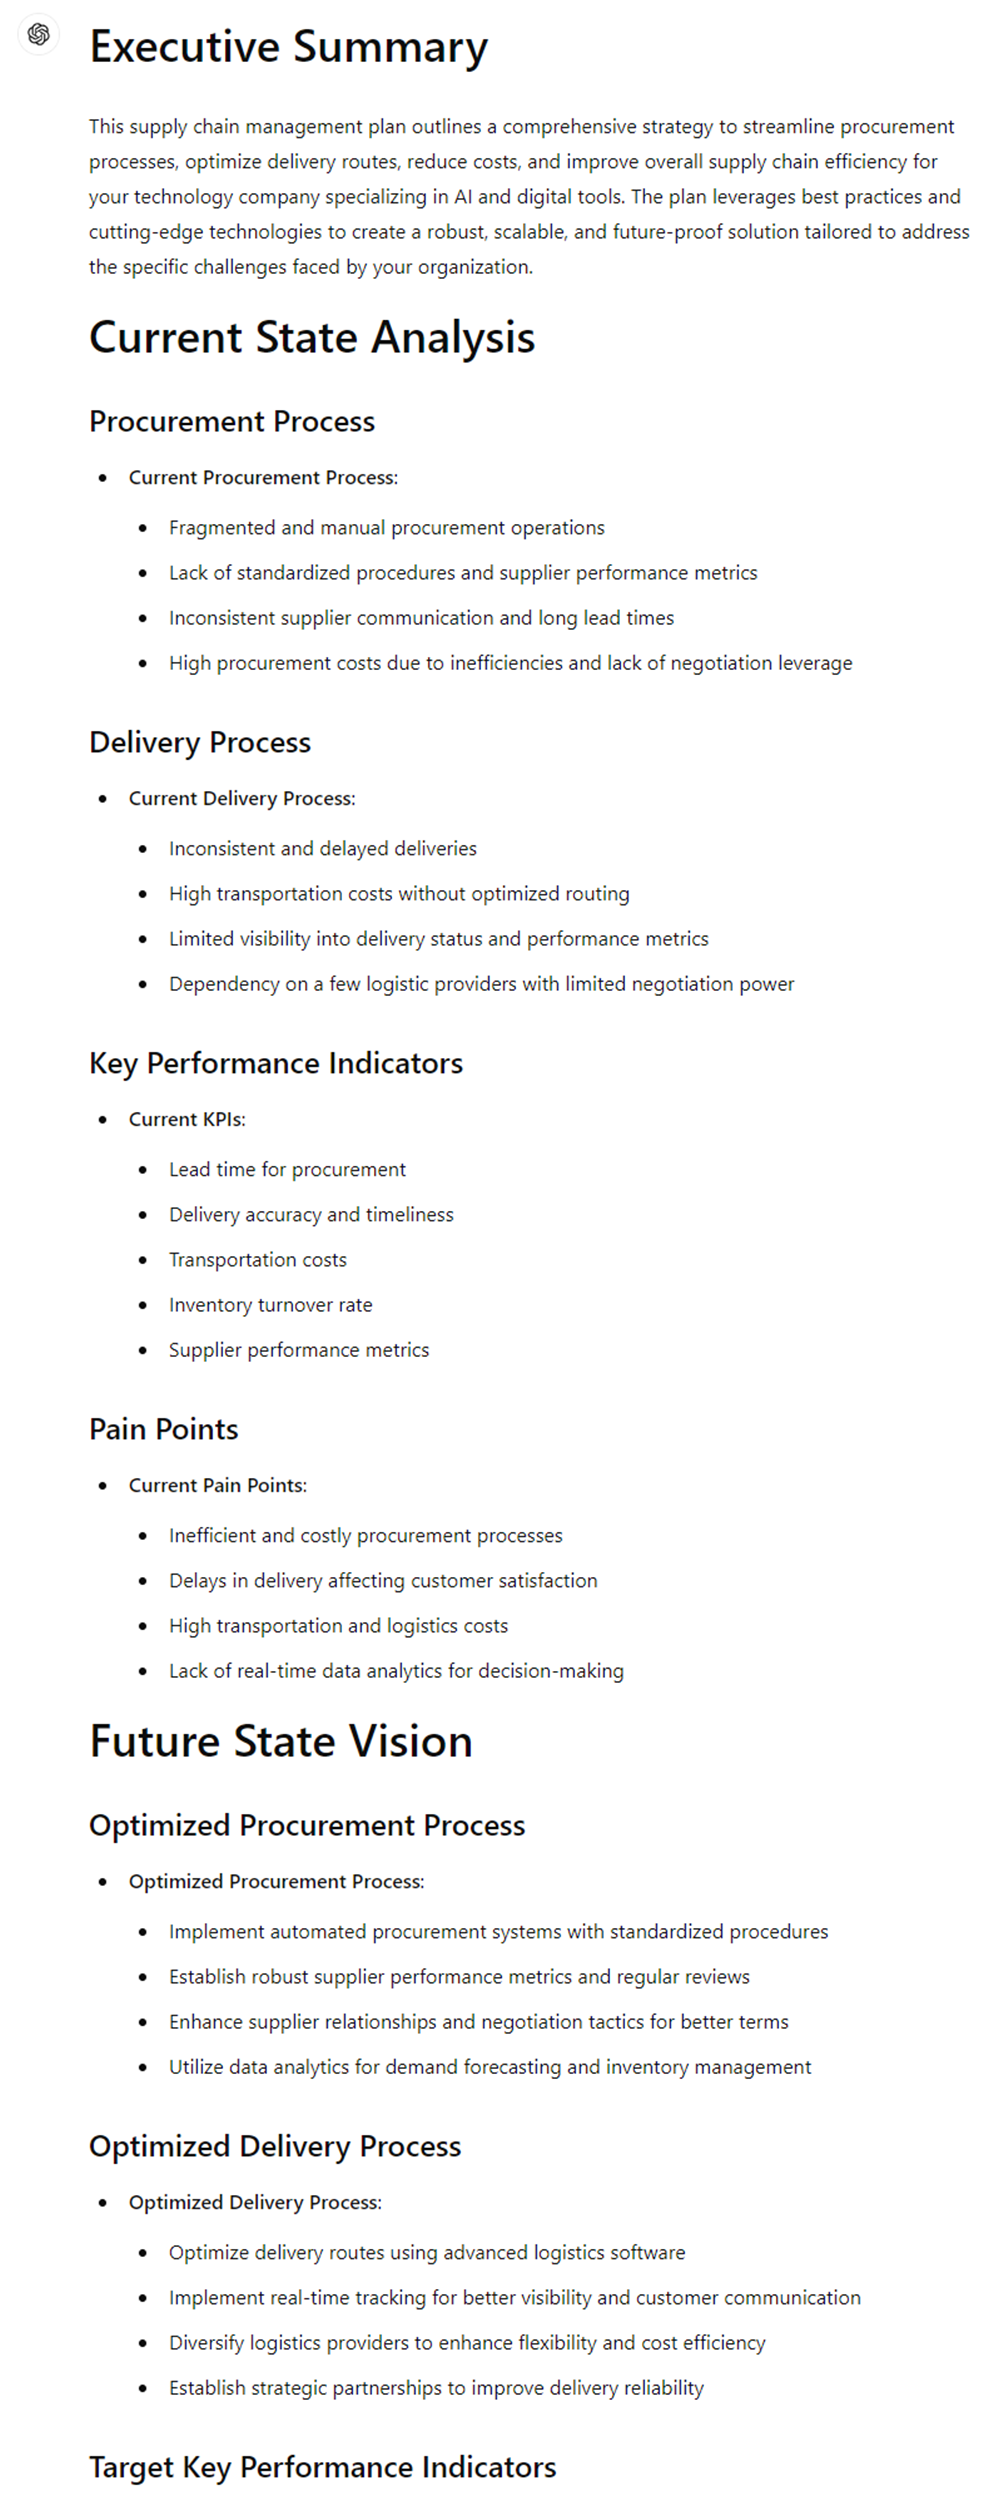 Executive Summary
This supply chain management plan outlines a comprehensive strategy to streamline procurement
processes, optimize delivery routes, reduce costs, and improve overall supply chain efficiency for
your technology company specializing in AI and digital tools. The plan leverages best practices and
cutting-edge technologies to create a robust, scalable, and future-proof solution tailored to address
the specific challenges faced by your organization.
Current State Analysis
Procurement Process
• Current Procurement Process:
• Fragmented and manual procurement operations
• Lack of standardized procedures and supplier performance metrics
• Inconsistent supplier communication and long lead times
• High procurement costs due to inefficiencies and lack of negotiation leverage
Delivery Process
• Current Delivery Process:
• Inconsistent and delayed deliveries
• High transportation costs without optimized routing
• Limited visibility into delivery status and performance metrics
• Dependency on a few logistic providers with limited negotiation power
Key Performance Indicators
• Current KPIs:
• Lead time for procurement
• Delivery accuracy and timeliness
• Transportation costs
• Inventory turnover rate
• Supplier performance metrics
Pain Points
• Current Pain Points:
• Inefficient and costly procurement processes
• Delays in delivery affecting customer satisfaction
• High transportation and logistics costs
• Lack of real-time data analytics for decision-making
Future State Vision
Optimized Procurement Process
• Optimized Procurement Process:
• Implement automated procurement systems with standardized procedures
• Establish robust supplier performance metrics and regular reviews
• Enhance supplier relationships and negotiation tactics for better terms
• Utilize data analytics for demand forecasting and inventory management
Optimized Delivery Process
• Optimized Delivery Process:
• Optimize delivery routes using advanced logistics software
• Implement real-time tracking for better visibility and customer communication
• Diversify logistics providers to enhance flexibility and cost efficiency
• Establish strategic partnerships to improve delivery reliability
Target Key Performance Indicators